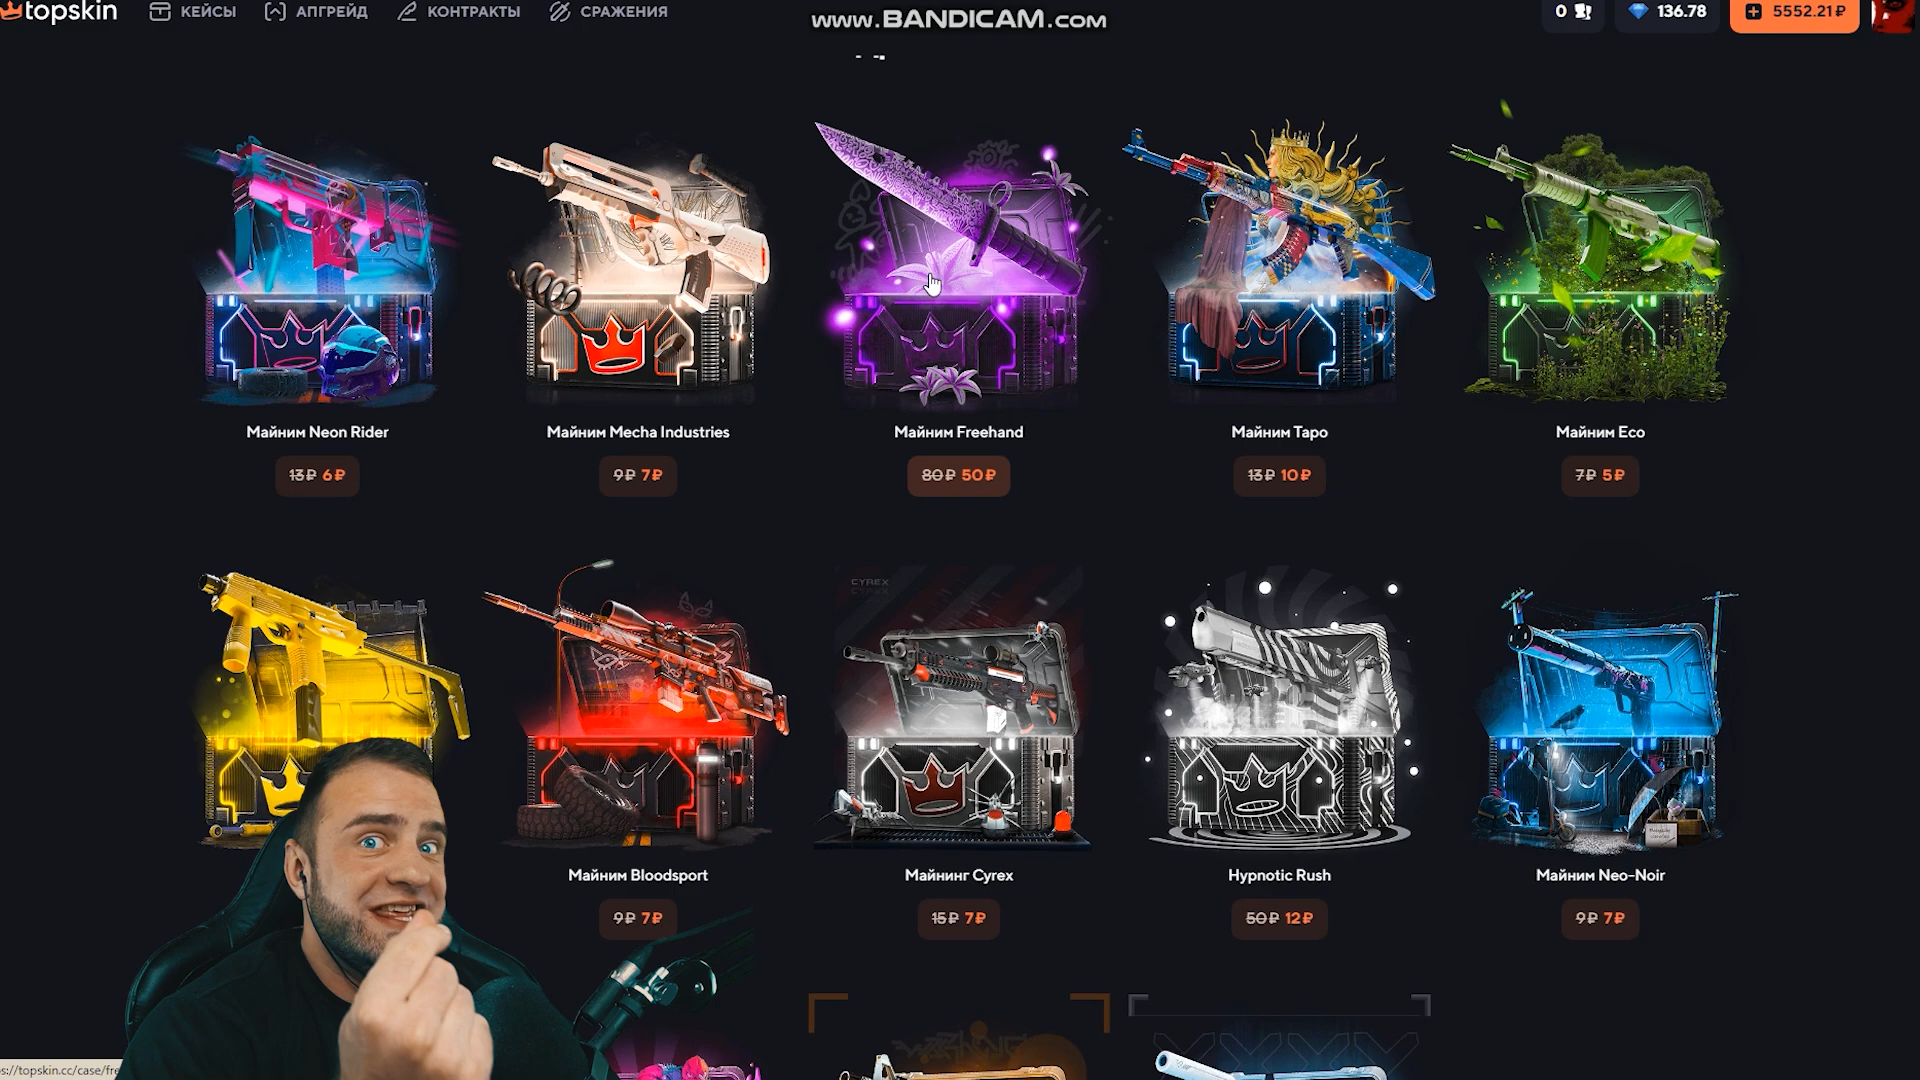 topskin
КЕЙСЫ
АПГРЕЙД
КОНТРАКТЫ
СРАЖЕНИЯ
www.BANDICAM.com
0
136.78
5552.21₽
Майним Neon Rider
Майним Mecha Industries
Майним Freehand
Майним Таро
Майним Eco
13₽ 6₽
9₽ 7₽
80₽ 50₽
13₽ 10₽
7₽ 5₽
CYREX
Майним Bloodsport
Майнинг Cyrex
Hypnotic Rush
Майним Neo-Noir
9₽ 7₽
15₽ 7₽
50₽ 12₽
9₽ 7₽
s://topskin.cc/case/fre